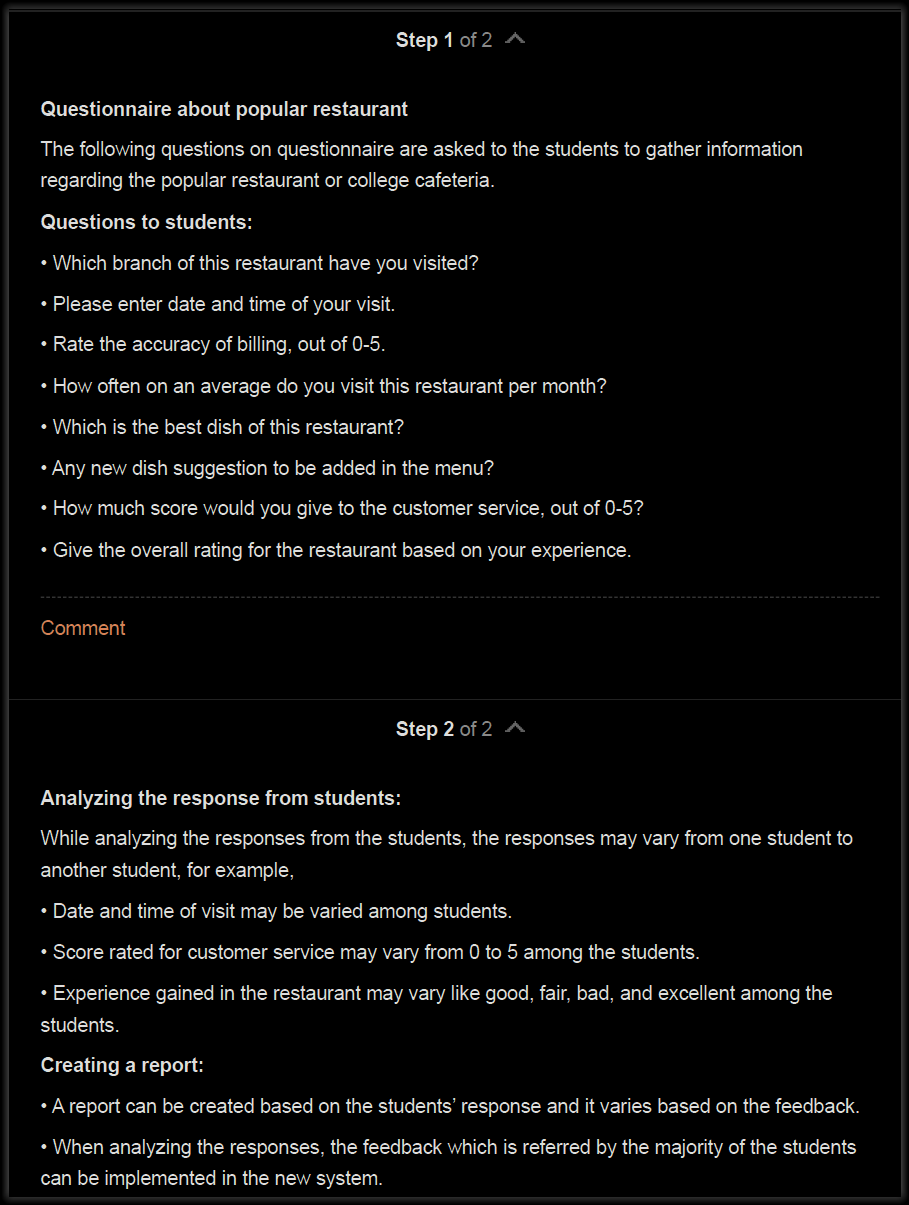 Step 1 of 2
Questionnaire about popular restaurant
The following questions on questionnaire are asked to the students to gather information
regarding the popular restaurant or college cafeteria.
Questions to students:
• Which branch of this restaurant have you visited?
• Please enter date and time of your visit.
• Rate the accuracy of billing, out of 0-5.
• How often on an average do you visit this restaurant per month?
• Which is the best dish of this restaurant?
• Any new dish suggestion to be added in the menu?
• How much score would you give to the customer service, out of 0-5?
• Give the overall rating for the restaurant based on your experience.
Comment
Step 2 of 2
Analyzing the response from students:
While analyzing the responses from the students, the responses may vary from one student to
another student, for example,
• Date and time of visit may be varied among students.
• Score rated for customer service may vary from 0 to 5 among the students.
• Experience gained in the restaurant may vary like good, fair, bad, and excellent among the
students.
Creating a report:
• A report can be created based on the students’ response and it varies based on the feedback.
• When analyzing the responses, the feedback which is referred by the majority of the students
can be implemented in the new system.